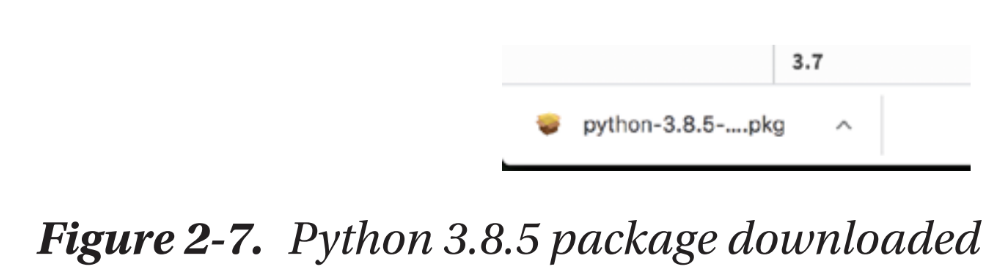 3.7
python-3.8.5-....pkg
Figure 2-7. Python 3.8.5 package downloaded